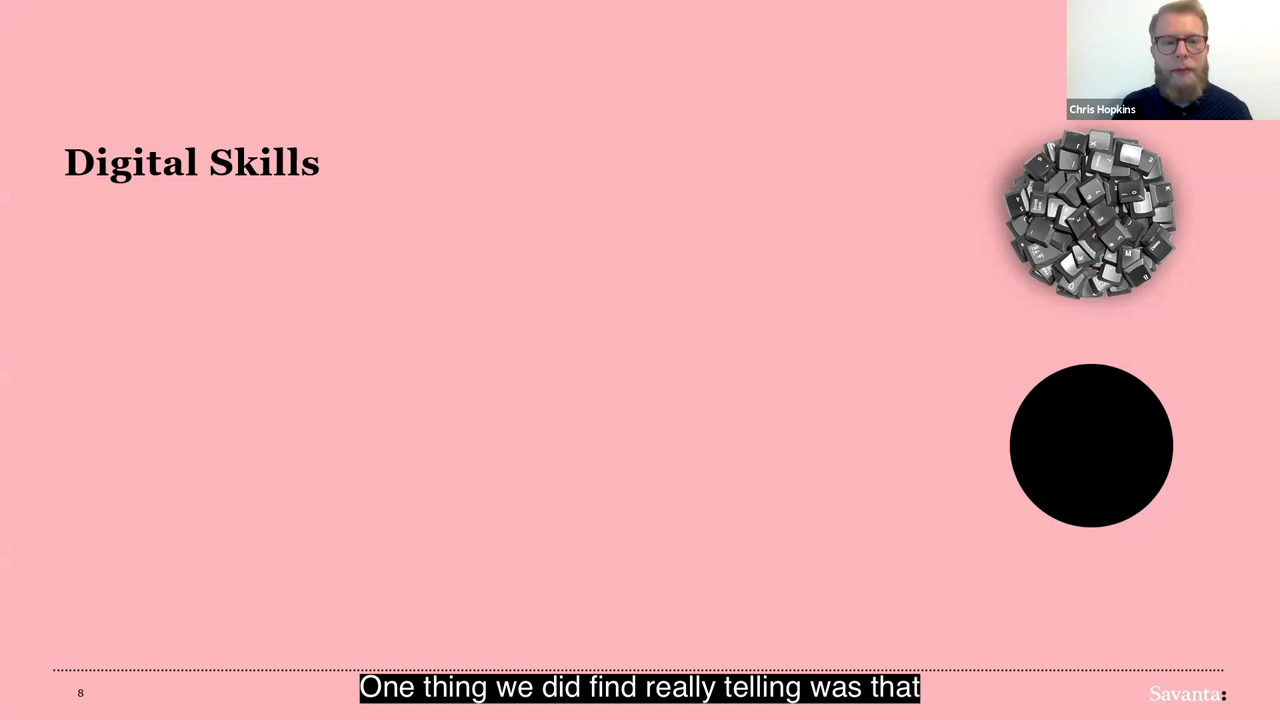 Chris Hopkins
Digital Skills
One thing we did find really telling was that
8
Savanta: